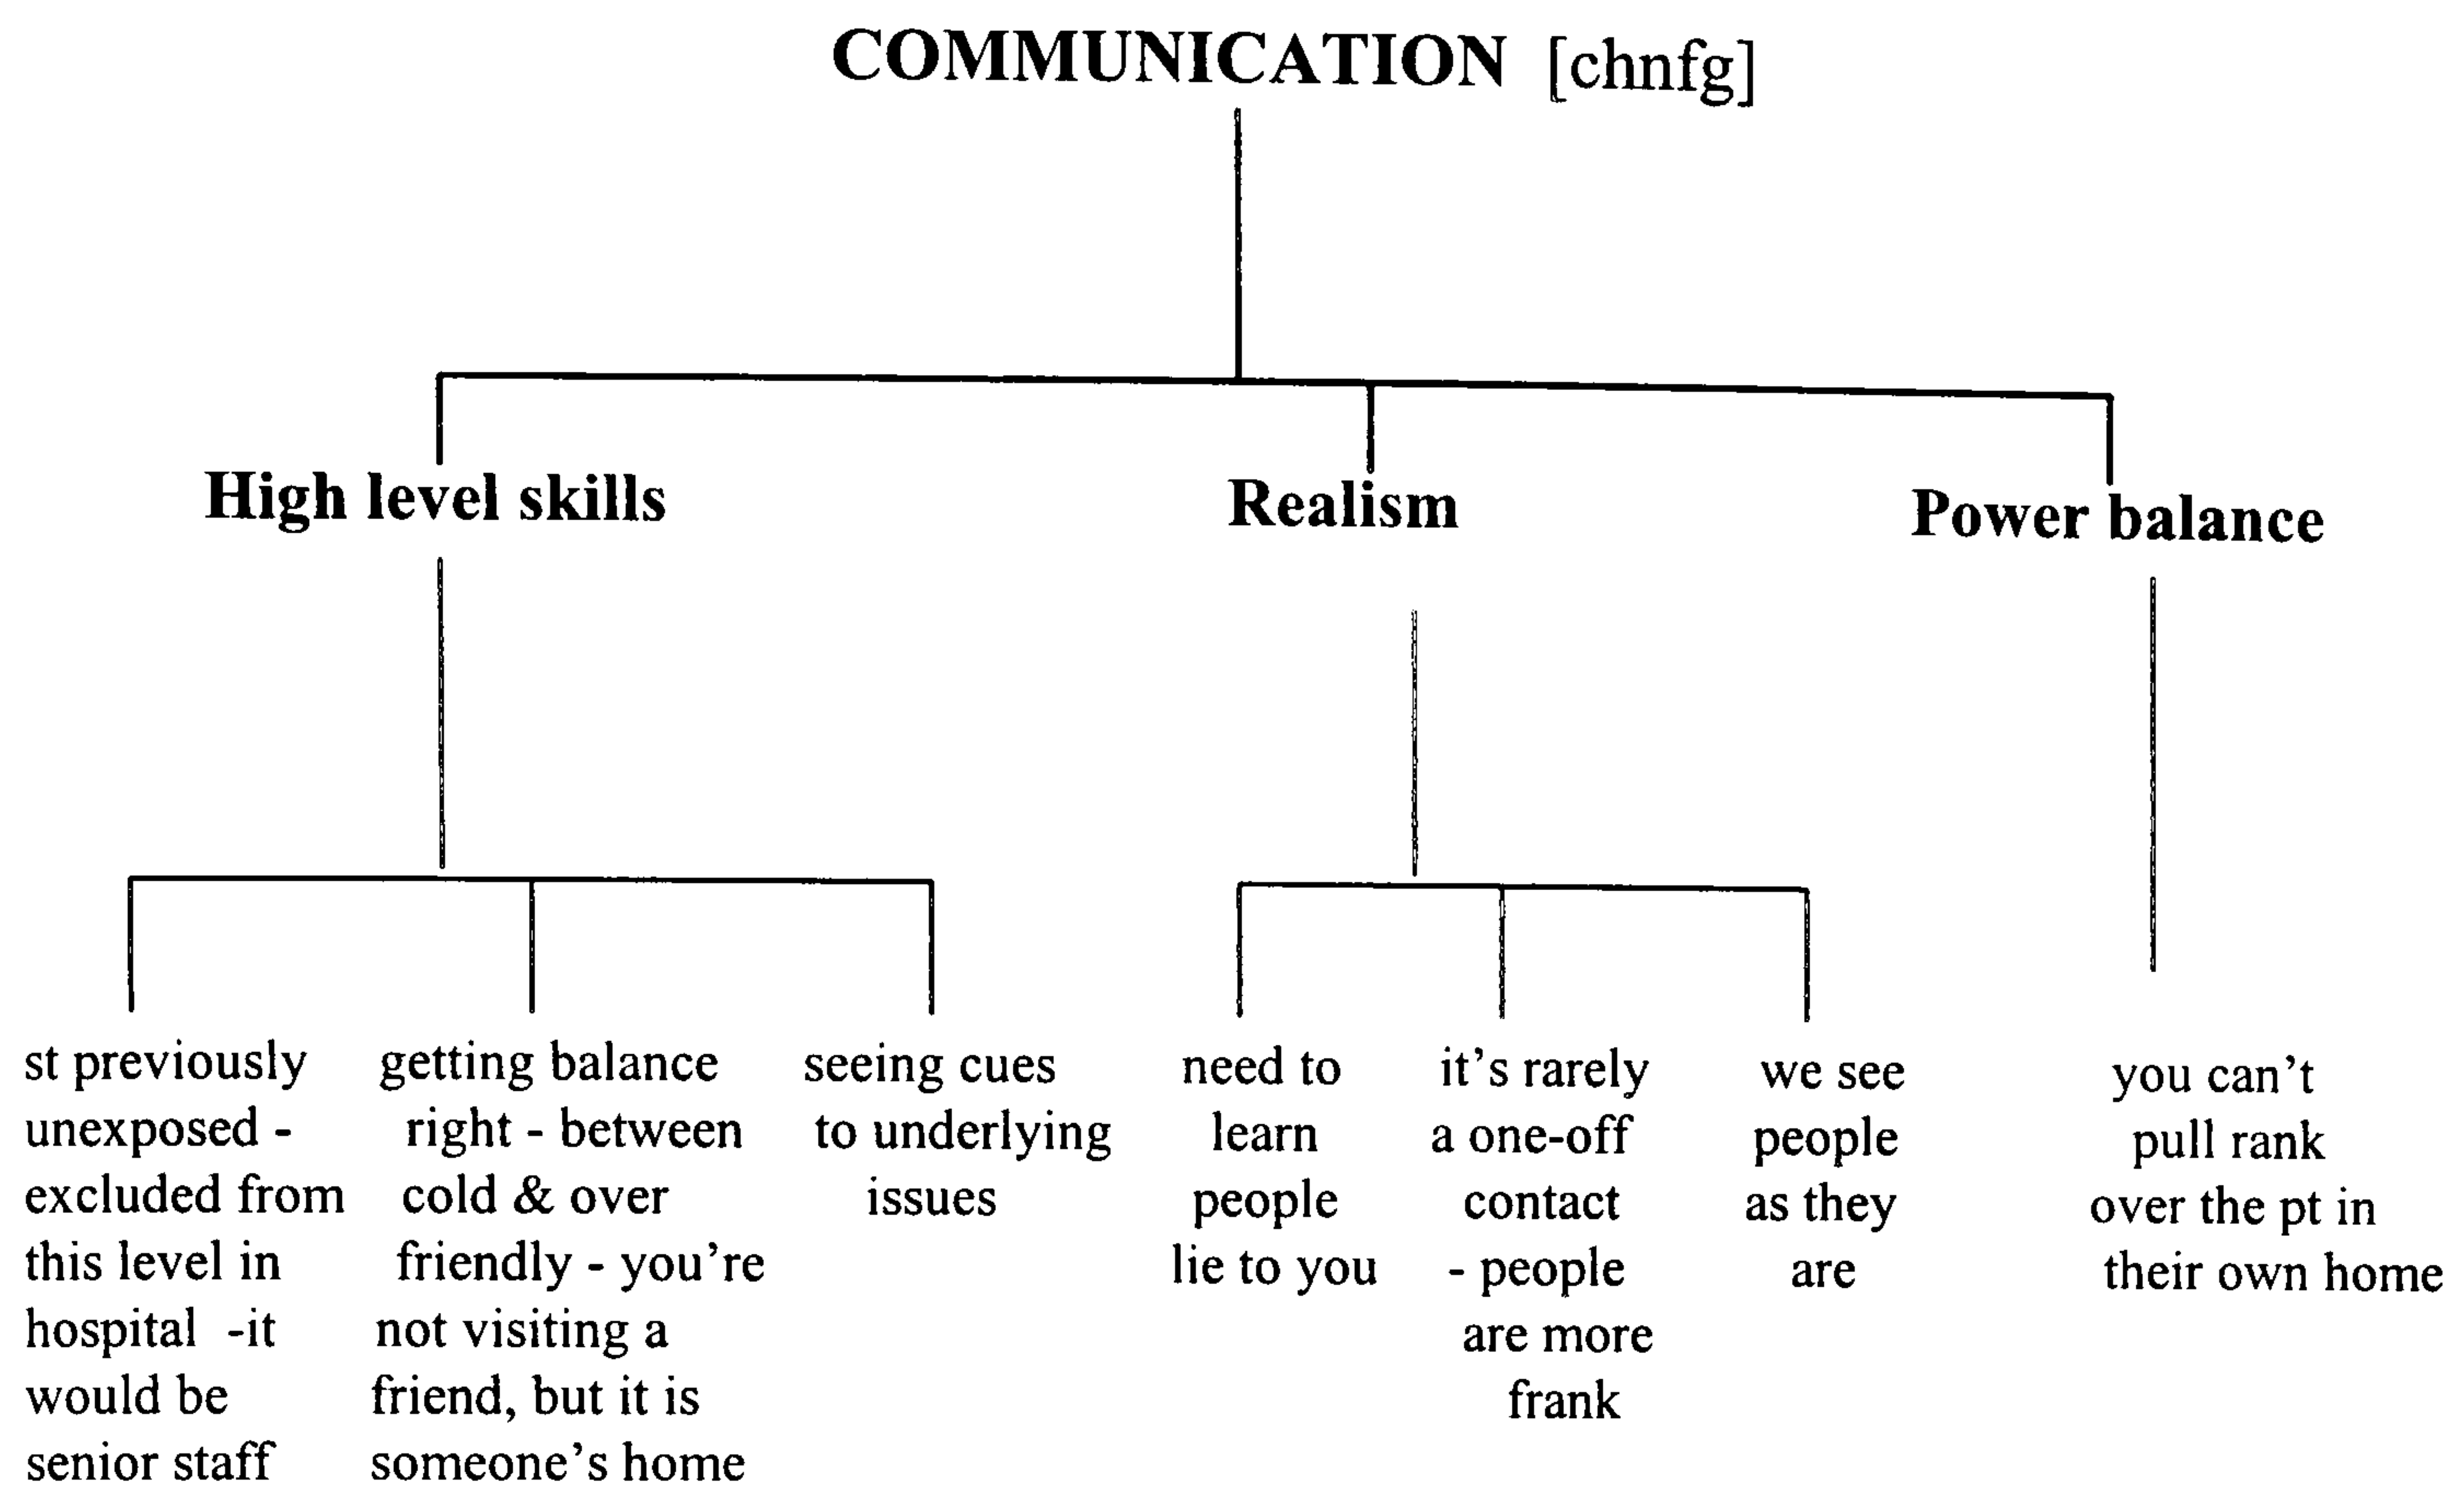 COMMUNICATION [chnfg]
High level skills
Realism
Power balance
st previously
unexposed -
excluded from
this level in
hospital -it
would be
senior staff
getting balance
right - between
cold & over
friendly - you're
not visiting a
friend, but it is
someone's home
seeing cues
to underlying
issues
need to
learn
people
lie to you
it's rarely
a one-off
contact
- people
are more
frank
we see
people
as they
are
you can't
pull rank
over the pt in
their own home